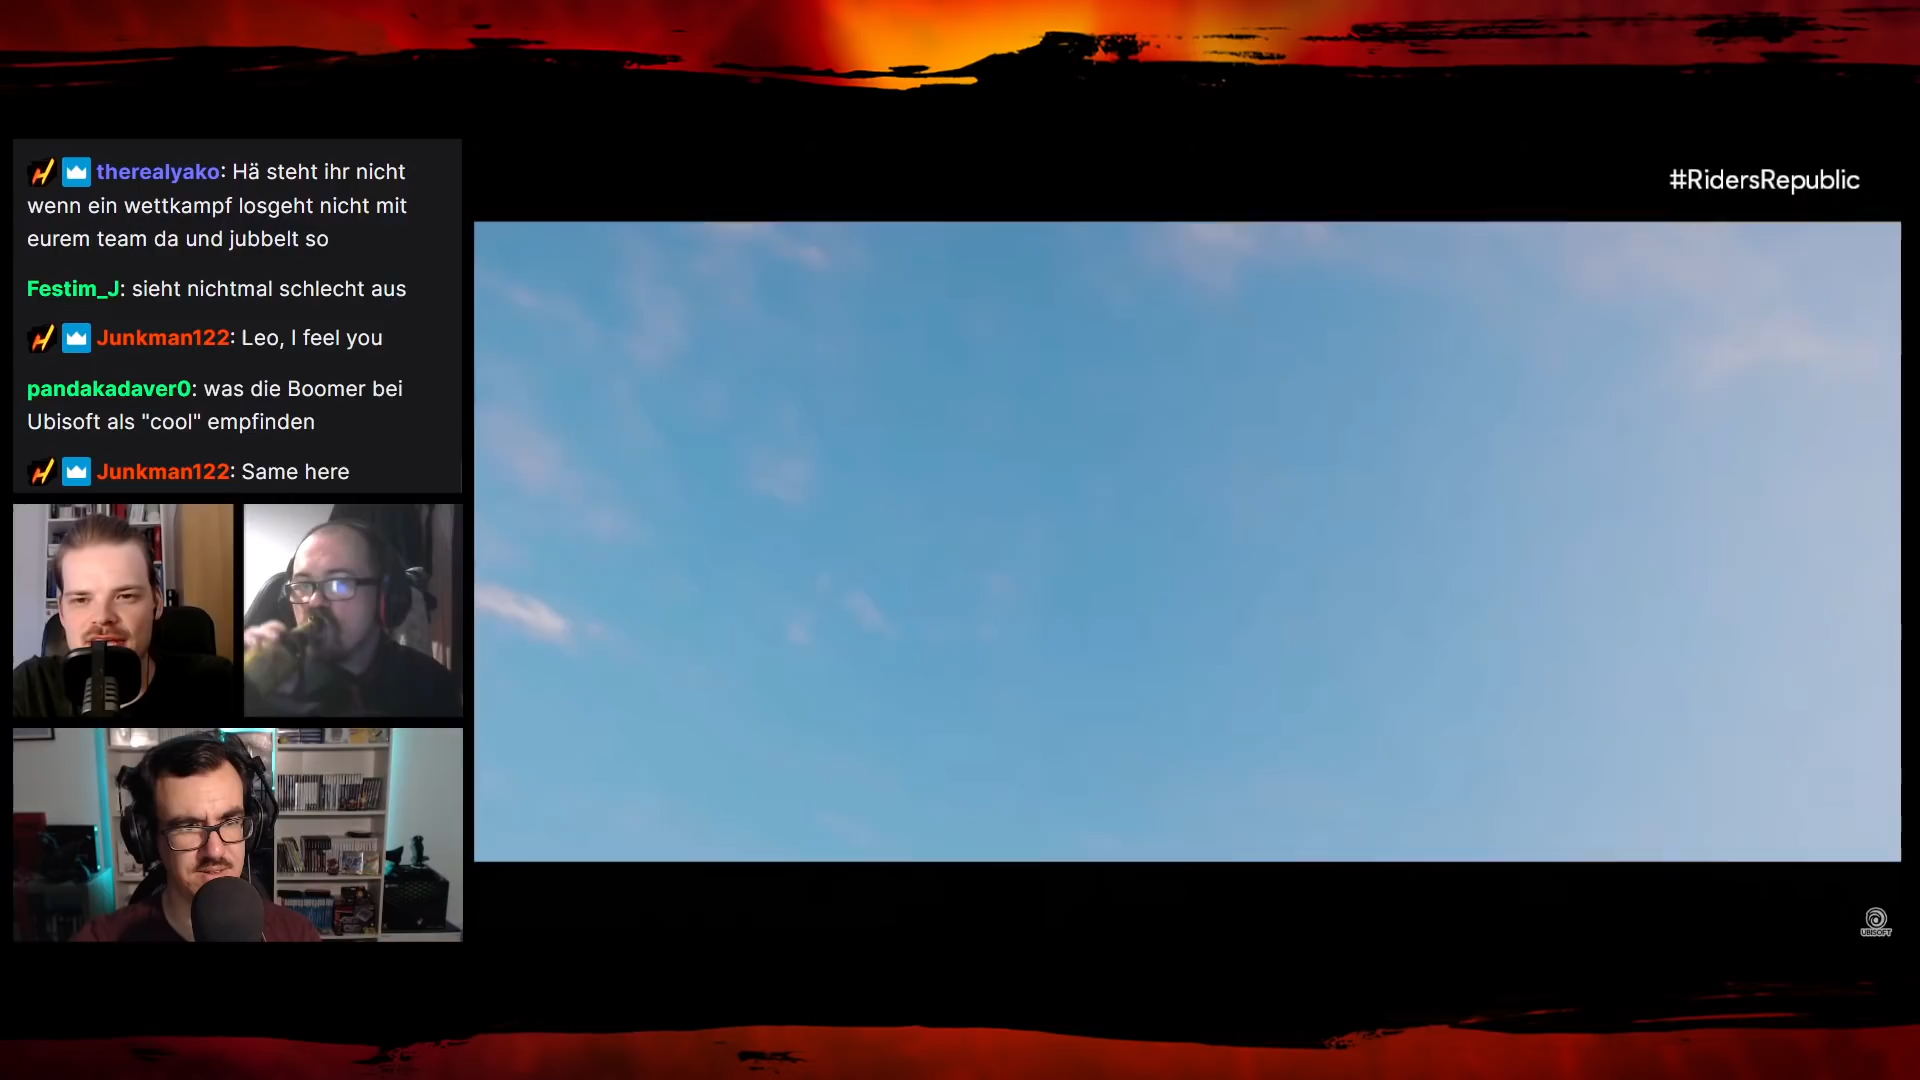 therealyako: Hä steht ihr nicht
wenn ein wettkampf losgeht nicht mit
eurem team da und jubbelt so
Festim_J: sieht nichtmal schlecht aus
Junkman122: Leo, I feel you
pandakadaver0: was die Boomer bei
Ubisoft als "cool" empfinden
Junkman122: Same here
#RidersRepublic
UBISOFT